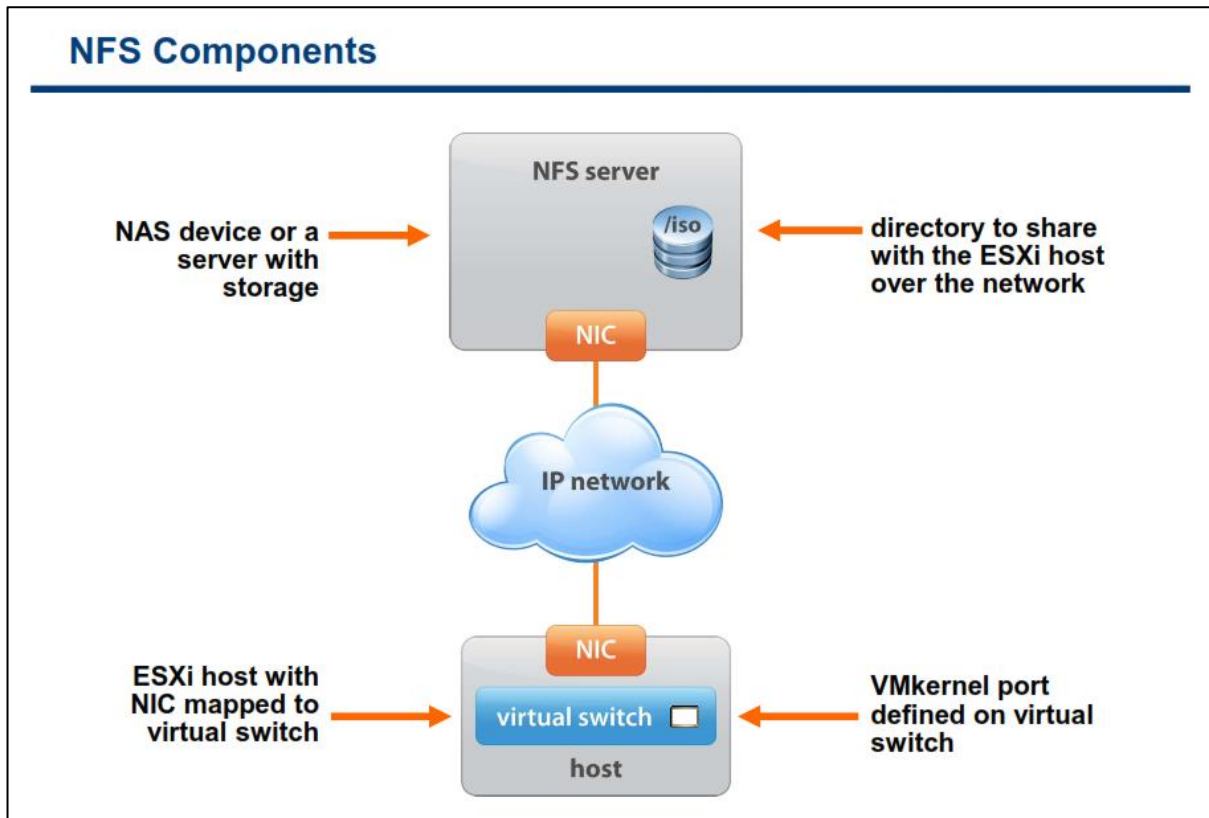 NFS Components
NFS server
/iso
NAS device or a
server with
storage
directory to share
with the ESXi host
over the network
NIC
IP network
NIC
ESXi host with
NIC mapped to
virtual switch
virtual switch
VMkernel port
defined on virtual
switch
host